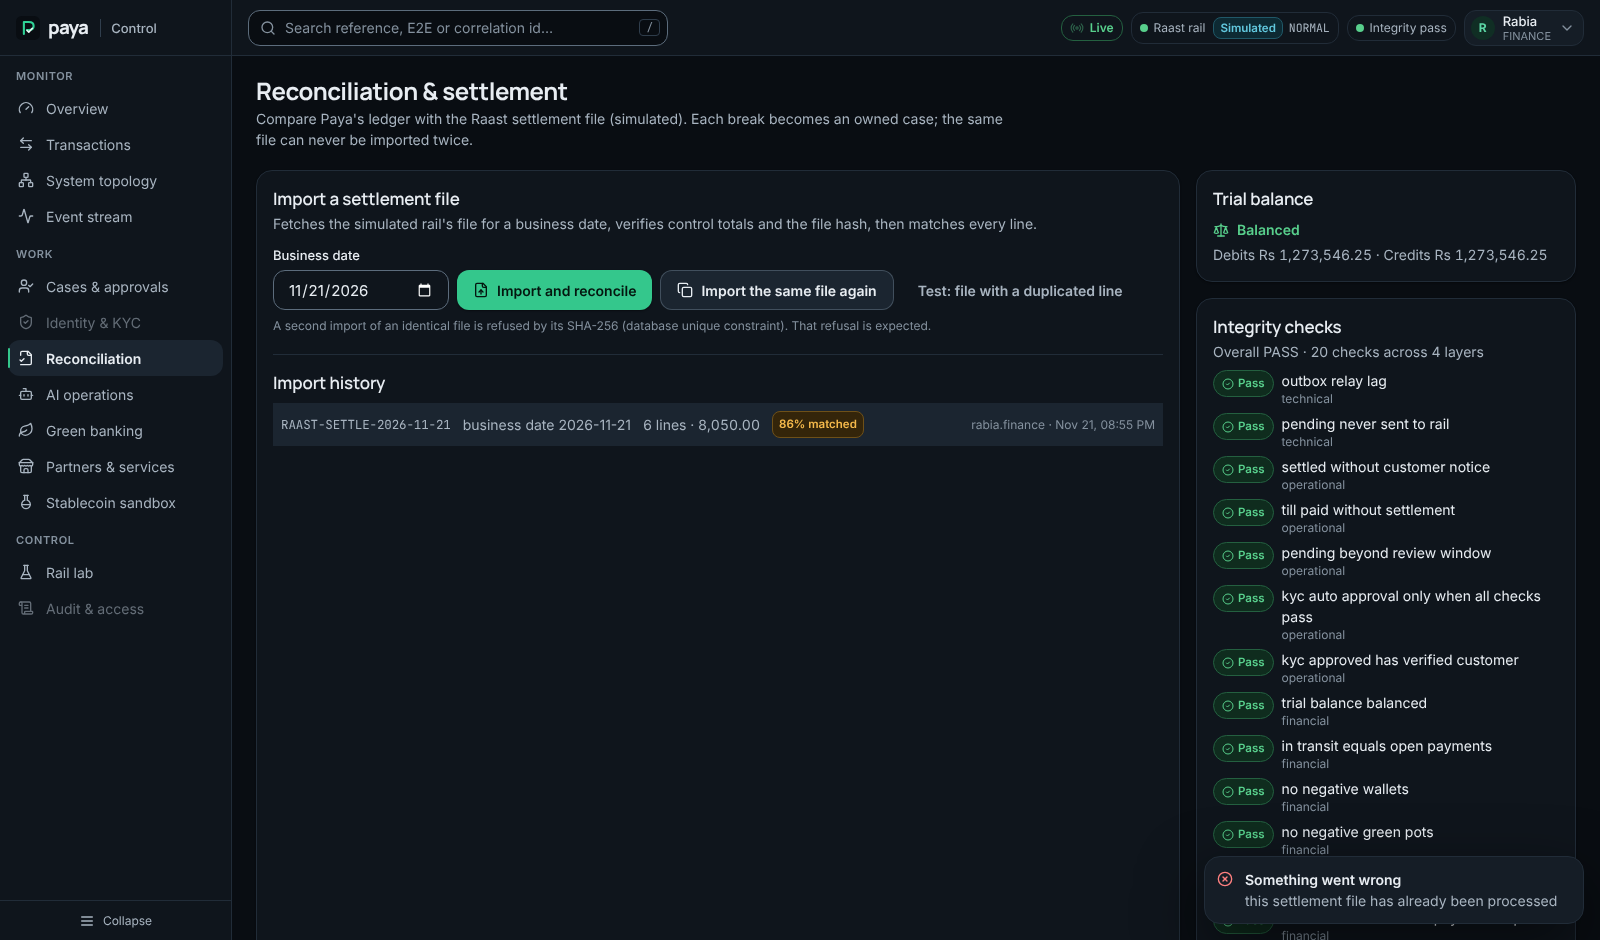 paya
Control
Search reference, E2E or correlation id...
/
Live
Raast rail
Simulated
NORMAL
Integrity pass
R
Rabia
FINANCE
MONITOR
Overview
Transactions
System topology
Event stream
WORK
Cases & approvals
Identity & KYC
Reconciliation
AI operations
Green banking
Partners & services
Stablecoin sandbox
CONTROL
Rail lab
Audit & access
Collapse
Reconciliation & settlement
Compare Paya's ledger with the Raast settlement file (simulated). Each break becomes an owned case; the same
file can never be imported twice.
Import a settlement file
Fetches the simulated rail's file for a business date, verifies control totals and the file hash, then matches every line.
Business date
11/21/2026
Import and reconcile
Import the same file again
Test: file with a duplicated line
A second import of an identical file is refused by its SHA-256 (database unique constraint). That refusal is expected.
Import history
RAAST-SETTLE-2026-11-21
business date 2026-11-21
6 lines · 8,050.00
86% matched
rabia.finance · Nov 21, 08:55 PM
Trial balance
Balanced
Debits Rs 1,273,546.25 · Credits Rs 1,273,546.25
Integrity checks
Overall PASS · 20 checks across 4 layers
Pass
outbox relay lag
technical
Pass
pending never sent to rail
technical
Pass
settled without customer notice
operational
Pass
till paid without settlement
operational
Pass
pending beyond review window
operational
Pass
kyc auto approval only when all checks
pass
operational
Pass
kyc approved has verified customer
operational
Pass
trial balance balanced
financial
Pass
in transit equals open payments
financial
Pass
no negative wallets
financial
Pass
no negative green pots
financial
Something went wrong
this settlement file has already been processed
financial